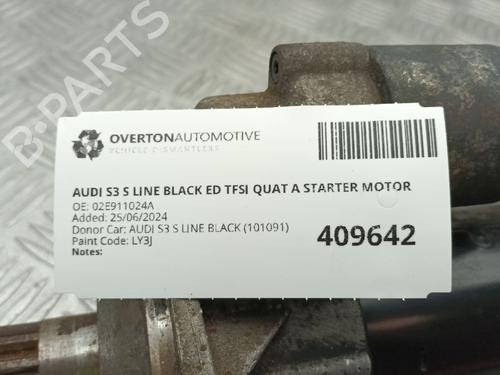 B-PARTS
OVERTONAUTOMOTIVE
VEHICLE DISMANTLERS
AUDI S3 S LINE BLACK ED TFSI QUAT A STARTER MOTOR
OE: 02E911024A
Added: 25/06/2024
Donor Car: AUDI S3 S LINE BLACK (101091)
Paint Code: LY3J
Notes:
409642